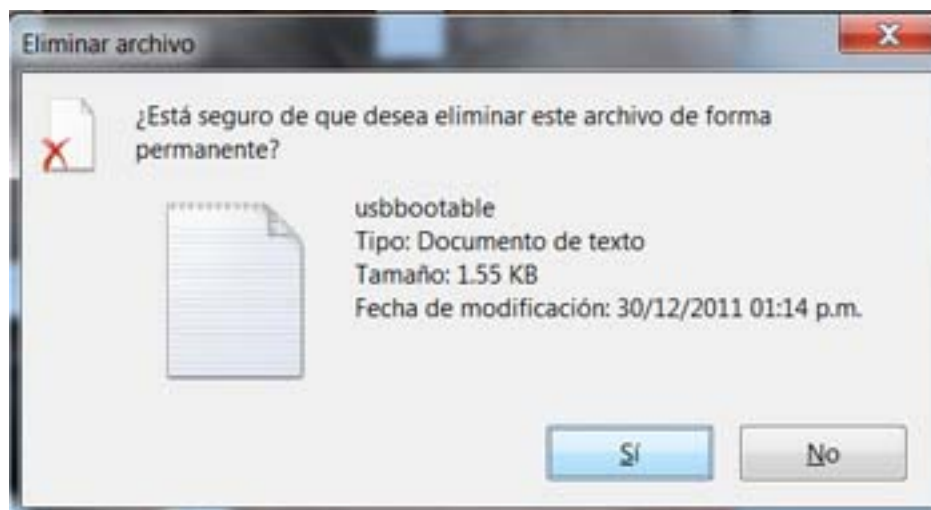 Eliminar archivo
¿Está seguro de que desea eliminar este archivo de forma
permanente?
usbbootable
Tipo: Documento de texto
Tamaño: 1.55 KB
Fecha de modificación: 30/12/2011 01:14 p.m.
Sí
No